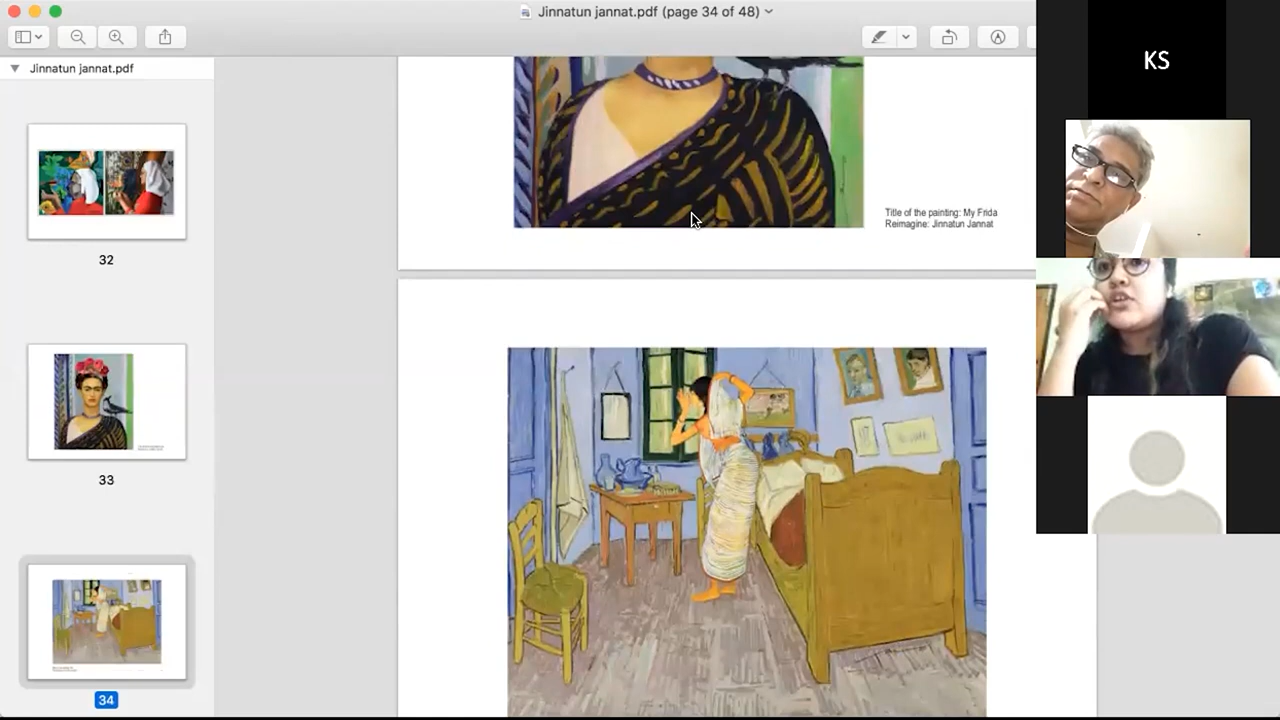 Jinnatun jannat.pdf (page 34 of 48)
Jinnatun jannat.pdf
32
33
34
Title of the painting: My Frida
Reimagine: Jinnatun Jannat
KS